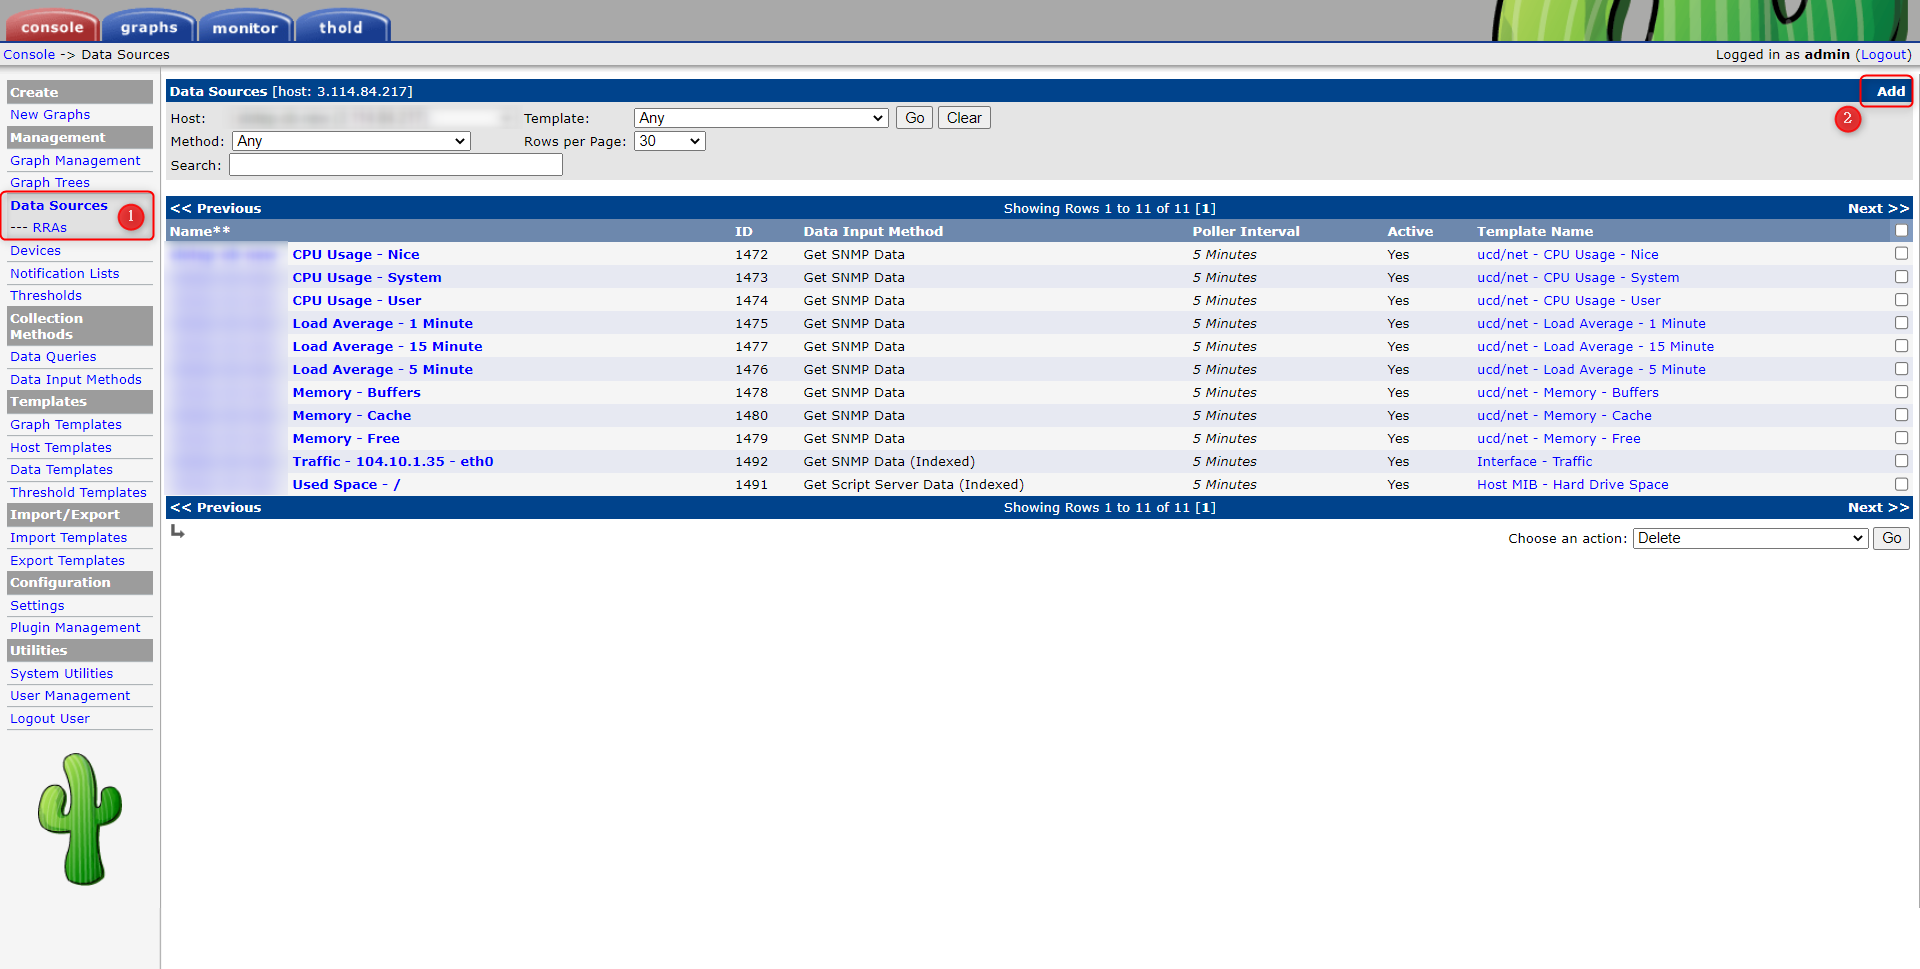 console graphs monitor thold
Console -> Data Sources
Logged in as admin (Logout)
Create
New Graphs
Management
Graph Management
Graph Trees
Data Sources
--- RRAs
1
Devices
Notification Lists
Thresholds
Collection
Methods
Data Queries
Data Input Methods
Templates
Graph Templates
Host Templates
Data Templates
Threshold Templates
Import/Export
Import Templates
Export Templates
Configuration
Settings
Plugin Management
Utilities
System Utilities
User Management
Logout User
Data Sources [host: 3.114.84.217] Add
2
Host: Template: Any Go Clear
Method: Any Rows per Page: 30
Search:
<< Previous Showing Rows 1 to 11 of 11 [1] Next >>
Name** ID Data Input Method Poller Interval Active Template Name
CPU Usage - Nice 1472 Get SNMP Data 5 Minutes Yes ucd/net - CPU Usage - Nice
CPU Usage - System 1473 Get SNMP Data 5 Minutes Yes ucd/net - CPU Usage - System
CPU Usage - User 1474 Get SNMP Data 5 Minutes Yes ucd/net - CPU Usage - User
Load Average - 1 Minute 1475 Get SNMP Data 5 Minutes Yes ucd/net - Load Average - 1 Minute
Load Average - 15 Minute 1477 Get SNMP Data 5 Minutes Yes ucd/net - Load Average - 15 Minute
Load Average - 5 Minute 1476 Get SNMP Data 5 Minutes Yes ucd/net - Load Average - 5 Minute
Memory - Buffers 1478 Get SNMP Data 5 Minutes Yes ucd/net - Memory - Buffers
Memory - Cache 1480 Get SNMP Data 5 Minutes Yes ucd/net - Memory - Cache
Memory - Free 1479 Get SNMP Data 5 Minutes Yes ucd/net - Memory - Free
Traffic - 104.10.1.35 - eth0 1492 Get SNMP Data (Indexed) 5 Minutes Yes Interface - Traffic
Used Space - / 1491 Get Script Server Data (Indexed) 5 Minutes Yes Host MIB - Hard Drive Space
<< Previous Showing Rows 1 to 11 of 11 [1] Next >>
Choose an action: Delete Go